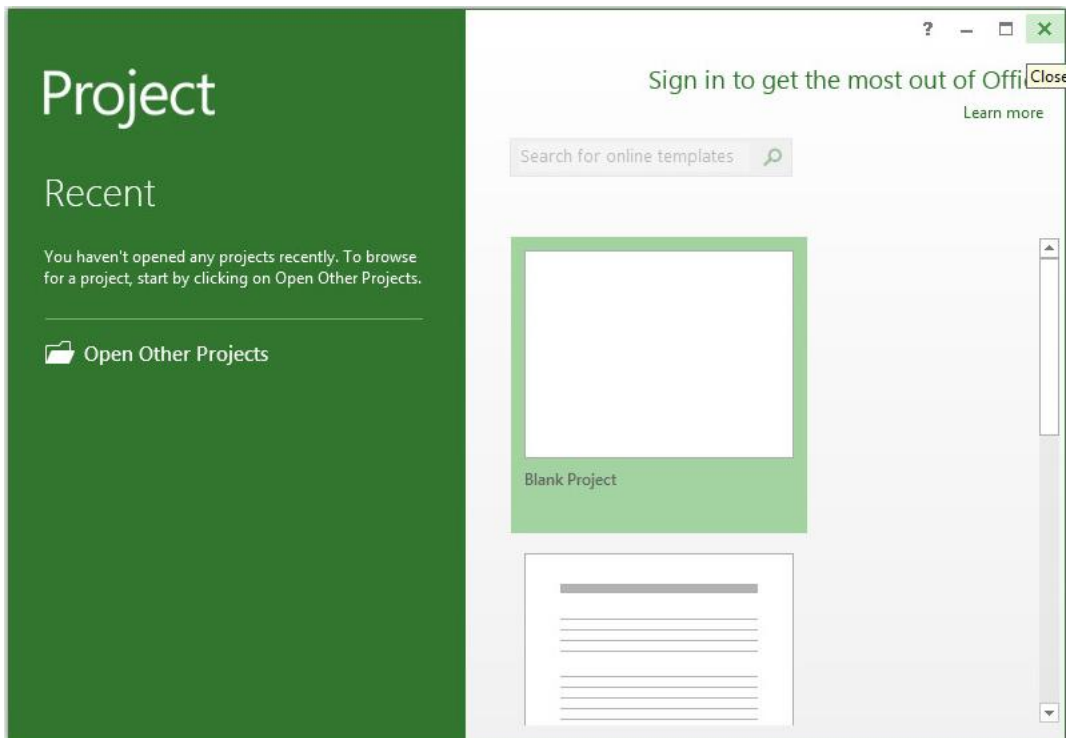 ?
Project
Sign in to get the most out of Offi
Close
Learn more
Search for online templates
Recent
You haven't opened any projects recently. To browse
for a project, start by clicking on Open Other Projects.
Open Other Projects
Blank Project